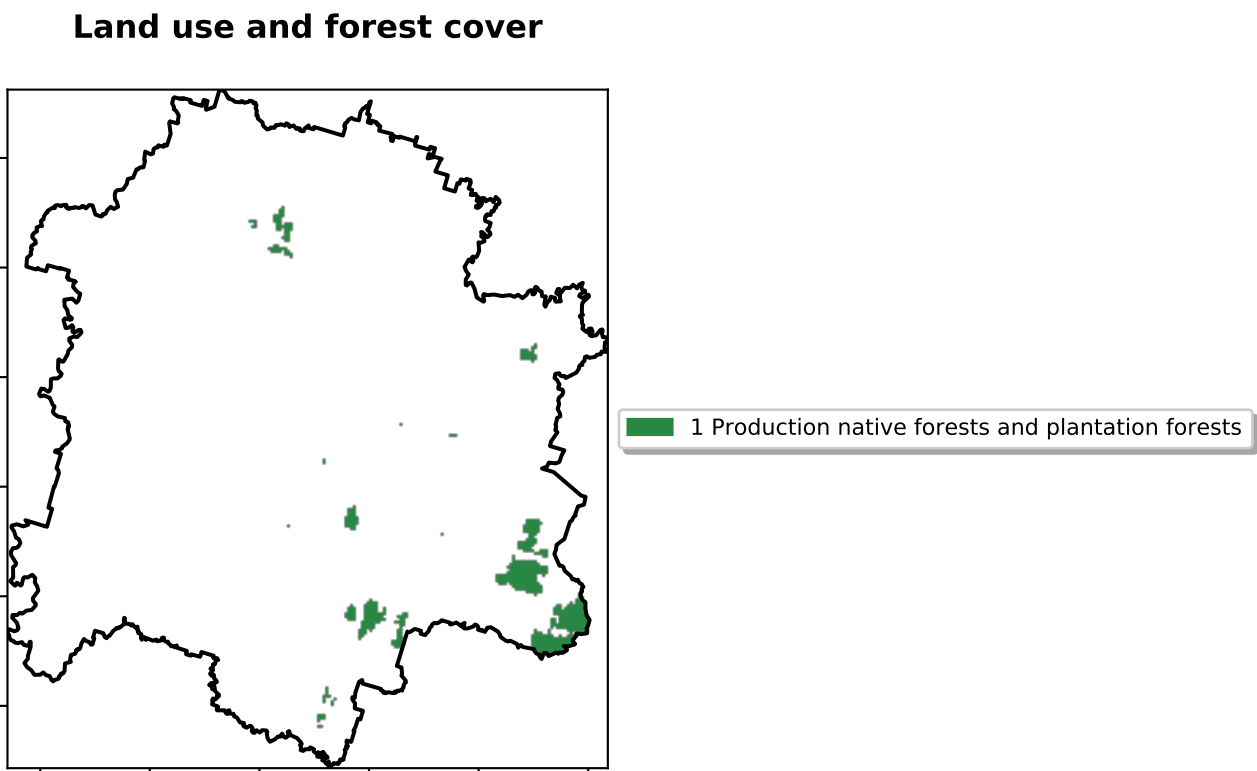 Land use and forest cover
1 Production native forests and plantation forests